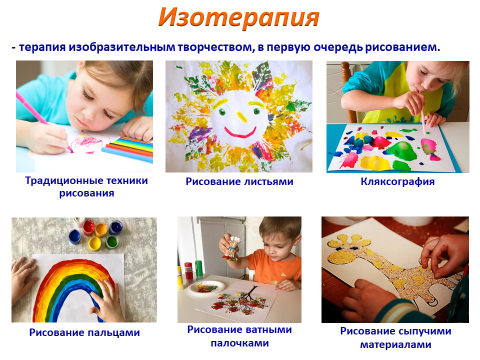 Изотерапия
- терапия изобразительным творчеством, в первую очередь рисованием.
Традиционные техники
рисования
Рисование листьями
Кляксография
Рисование пальцами
Рисование ватными
палочками
Рисование сыпучими
материалами